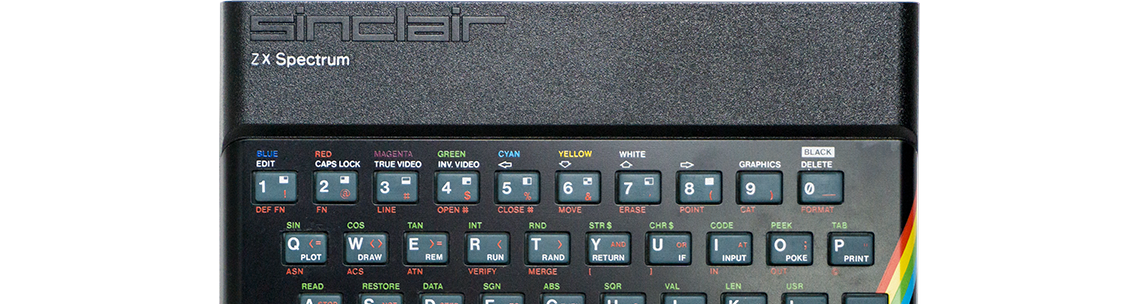 sinclair
ZX Spectrum
BLUE RED MAGENTA GREEN CYAN YELLOW WHITE BLACK
EDIT CAPS LOCK TRUE VIDEO INV. VIDEO GRAPHICS DELETE
1 ! 2 @ 3 # 4 $ 5 % 6 & 7 ' 8 ( 9 ) 0 _
DEF FN FN LINE OPEN # CLOSE # MOVE ERASE POINT CAT FORMAT
SIN COS TAN INT RND STR $ CHR $ CODE PEEK TAB
Q <= W <> E >= R < T > Y AND U OR I AT O ; P "
PLOT DRAW REM RUN RAND RETURN IF INPUT POKE PRINT
ASN ACS ATN VERIFY MERGE [ ] IN OUT
READ RESTORE DATA SGN ABS SQR VAL LEN USR